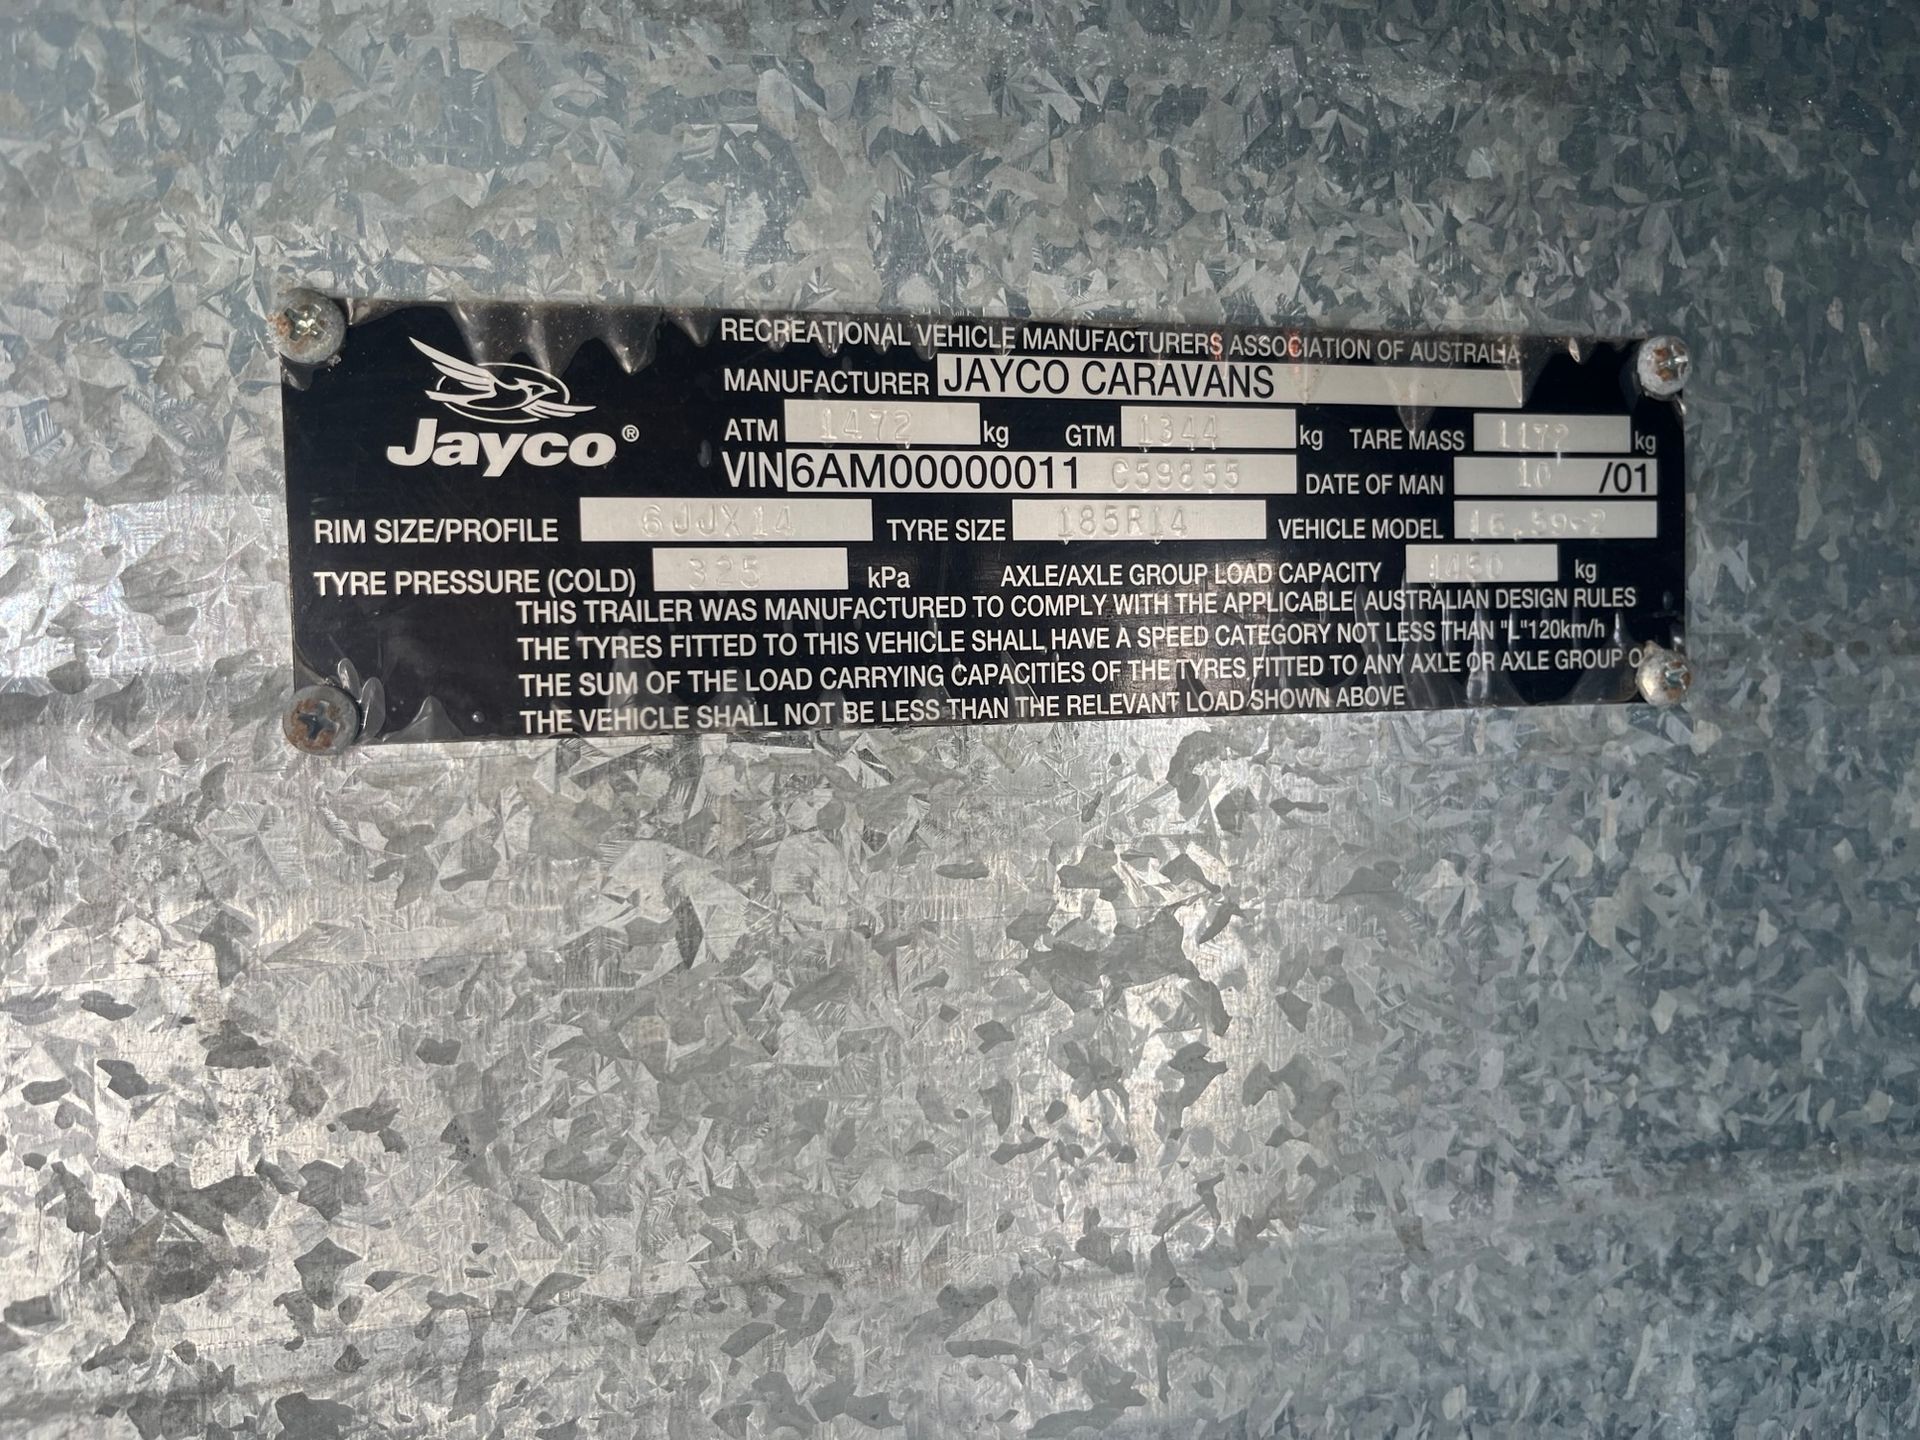 Jayco®
RECREATIONAL VEHICLE MANUFACTURERS ASSOCIATION OF AUSTRALIA
MANUFACTURER JAYCO CARAVANS
ATM 1472 kg GTM 1344 kg TARE MASS 1172 kg
VIN 6AM00000011 C59855 DATE OF MAN 10 /01
RIM SIZE/PROFILE 6JJX14 TYRE SIZE 185R14 VEHICLE MODEL
TYRE PRESSURE (COLD) 325 kPa AXLE/AXLE GROUP LOAD CAPACITY 1450 kg
THIS TRAILER WAS MANUFACTURED TO COMPLY WITH THE APPLICABLE AUSTRALIAN DESIGN RULES
THE TYRES FITTED TO THIS VEHICLE SHALL HAVE A SPEED CATEGORY NOT LESS THAN "L"120km/h
THE SUM OF THE LOAD CARRYING CAPACITIES OF THE TYRES FITTED TO ANY AXLE OR AXLE GROUP
THE VEHICLE SHALL NOT BE LESS THAN THE RELEVANT LOAD SHOWN ABOVE